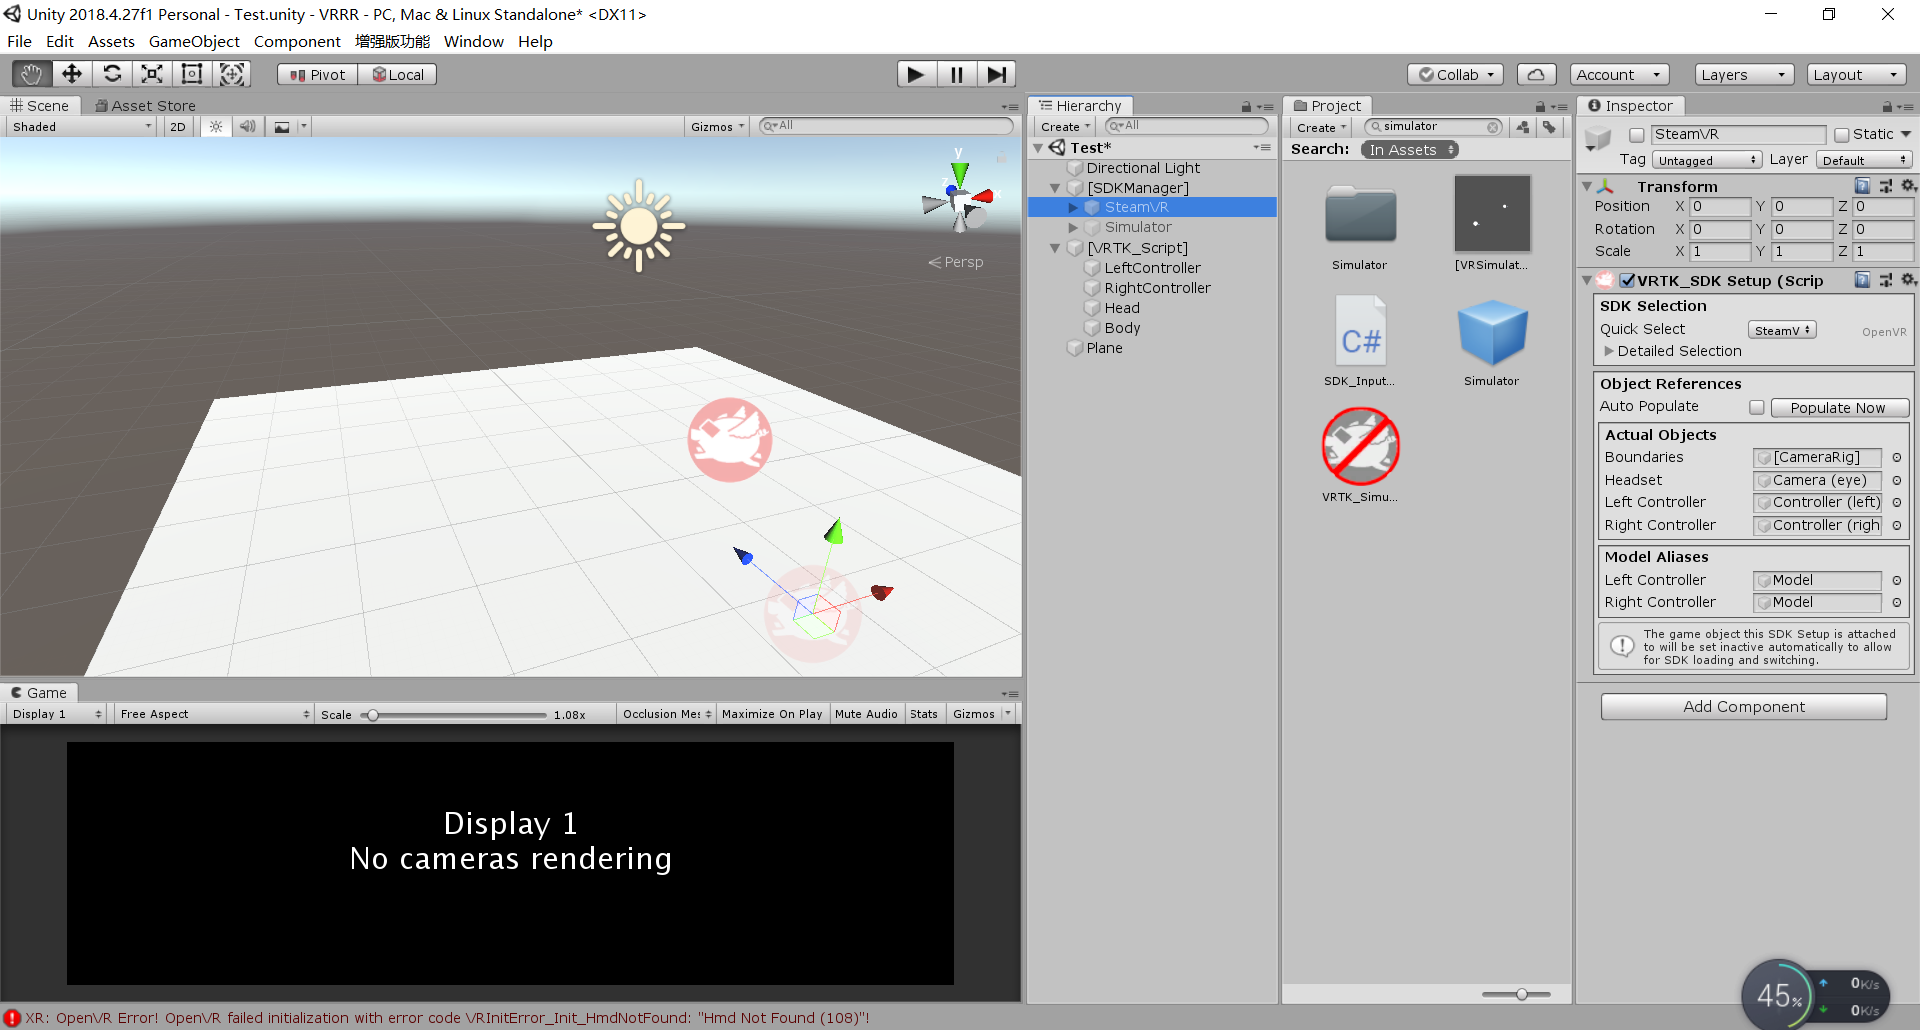 Unity 2018.4.27f1 Personal - Test.unity - VRRR - PC, Mac & Linux Standalone* <DX11>
File Edit Assets GameObject Component 增强版功能 Window Help
Pivot Local
Collab Account Layers Layout
Scene Asset Store
Shaded 2D Gizmos All
y
z
x
Persp
Game
Display 1 Free Aspect Scale 1.08x Occlusion Mes Maximize On Play Mute Audio Stats Gizmos
Display 1
No cameras rendering
Hierarchy
Create All
Test*
Directional Light
[SDKManager]
SteamVR
Simulator
[VRTK_Script]
LeftController
RightController
Head
Body
Plane
Project
Create simulator
Search: In Assets
Simulator
[VRSimulat...
C#
SDK_Input...
Simulator
VRTK_Simu...
Inspector
SteamVR Static
Tag Untagged Layer Default
Transform
Position X 0 Y 0 Z 0
Rotation X 0 Y 0 Z 0
Scale X 1 Y 1 Z 1
VRTK_SDK Setup (Scrip
SDK Selection
Quick Select SteamV OpenVR
Detailed Selection
Object References
Auto Populate Populate Now
Actual Objects
Boundaries [CameraRig]
Headset Camera (eye)
Left Controller Controller (left)
Right Controller Controller (righ
Model Aliases
Left Controller Model
Right Controller Model
The game object this SDK Setup is attached
to will be set inactive automatically to allow
for SDK loading and switching.
Add Component
45%
0K/s
0K/s
XR: OpenVR Error! OpenVR failed initialization with error code VRInitError_Init_HmdNotFound: "Hmd Not Found (108)"!